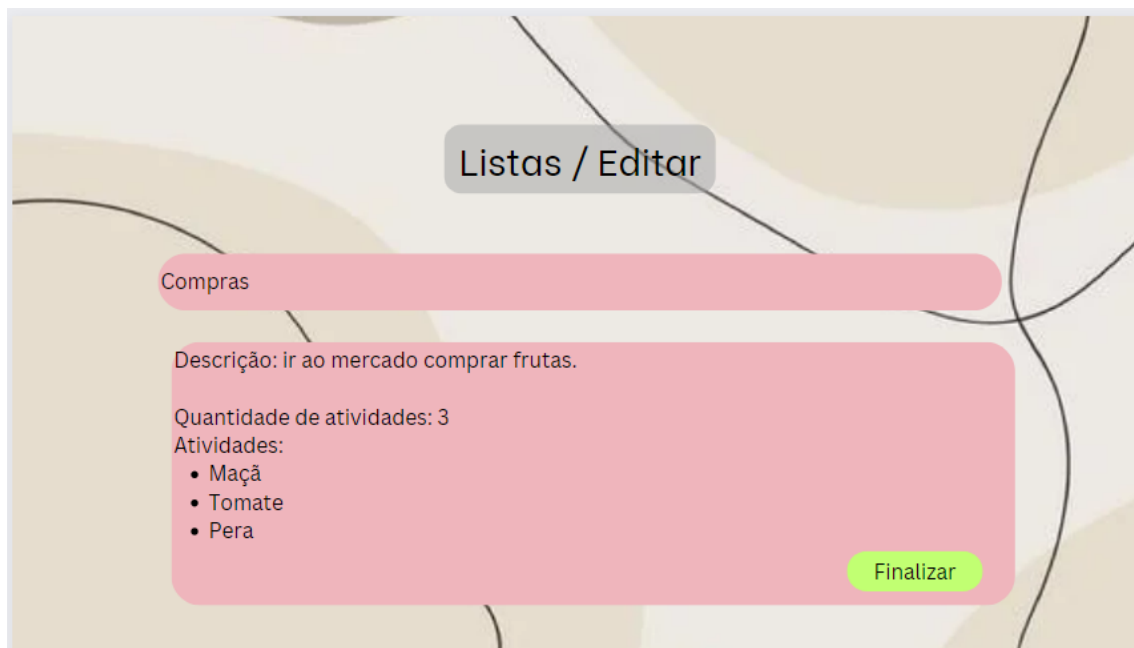 Listas / Editar
Compras
Descrição: ir ao mercado comprar frutas.
Quantidade de atividades: 3
Atividades:
• Maçã
• Tomate
• Pera
Finalizar